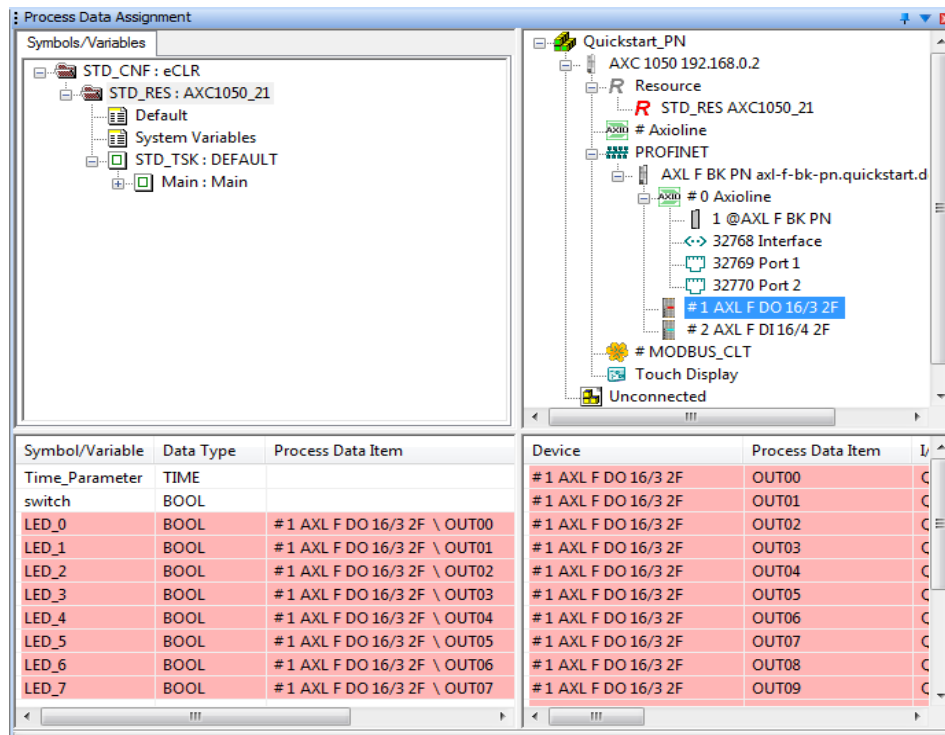 Process Data Assignment
Symbols/Variables
STD_CNF : eCLR
STD_RES : AXC1050_21
Default
System Variables
STD_TSK : DEFAULT
Main : Main
Quickstart_PN
AXC 1050 192.168.0.2
R Resource
R STD_RES AXC1050_21
AXIO # Axioline
PROFINET
AXL F BK PN axl-f-bk-pn.quickstart.d
AXIO # 0 Axioline
1 @AXL F BK PN
32768 Interface
32769 Port 1
32770 Port 2
# 1 AXL F DO 16/3 2F
# 2 AXL F DI 16/4 2F
# MODBUS_CLT
Touch Display
Unconnected
Symbol/Variable Data Type Process Data Item
Time_Parameter TIME
switch BOOL
LED_0 BOOL # 1 AXL F DO 16/3 2F \ OUT00
LED_1 BOOL # 1 AXL F DO 16/3 2F \ OUT01
LED_2 BOOL # 1 AXL F DO 16/3 2F \ OUT02
LED_3 BOOL # 1 AXL F DO 16/3 2F \ OUT03
LED_4 BOOL # 1 AXL F DO 16/3 2F \ OUT04
LED_5 BOOL # 1 AXL F DO 16/3 2F \ OUT05
LED_6 BOOL # 1 AXL F DO 16/3 2F \ OUT06
LED_7 BOOL # 1 AXL F DO 16/3 2F \ OUT07
Device Process Data Item I/
# 1 AXL F DO 16/3 2F OUT00
# 1 AXL F DO 16/3 2F OUT01
# 1 AXL F DO 16/3 2F OUT02
# 1 AXL F DO 16/3 2F OUT03
# 1 AXL F DO 16/3 2F OUT04
# 1 AXL F DO 16/3 2F OUT05
# 1 AXL F DO 16/3 2F OUT06
# 1 AXL F DO 16/3 2F OUT07
# 1 AXL F DO 16/3 2F OUT08
# 1 AXL F DO 16/3 2F OUT09